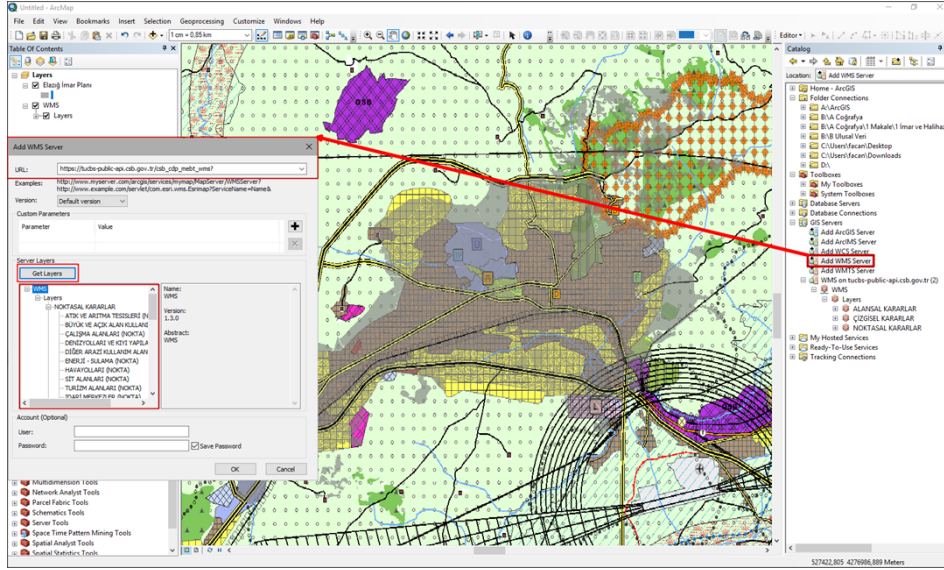 Untitled - ArcMap
File Edit View Bookmarks Insert Selection Geoprocessing Customize Windows Help
1 cm = 0,85 km
Editor
Table Of Contents
Layers
Elazığ İmar Planı
WMS
Layers
Add WMS Server
URL: https://tucbs-public-api.csb.gov.tr/csb_cdp_mebt_wms?
Examples: http://www.myserver.com/arcgis/services/mymap/MapServer/WMSServer?
http://www.example.com/servlet/com.esri.wms.Esrimap?ServiceName=Name&
Version: Default version
Custom Parameters
Parameter Value
Server Layers
Get Layers
WMS
Layers
NOKTASAL KARARLAR
ATIK VE ARITMA TESİSLERİ (N
BÜYÜK VE AÇIK ALAN KULLANI
ÇALIŞMA ALANLARI (NOKTA)
DENİZYOLLARI VE KIYI YAPILA
DİĞER ARAZİ KULLANIM ALAN
ENERJİ - SULAMA (NOKTA)
HAVAYOLLARI (NOKTA)
SİT ALANLARI (NOKTA)
TURİZM ALANLARI (NOKTA)
İDARİ MERKEZLER (NOKTA)
Name:
WMS
Version:
1.3.0
Abstract:
WMS
Account (Optional)
User:
Password:
Save Password
OK Cancel
Multidimension Tools
Network Analyst Tools
Parcel Fabric Tools
Schematics Tools
Server Tools
Space Time Pattern Mining Tools
Spatial Analyst Tools
Spatial Statistics Tools
Catalog
Location: Add WMS Server
Home - ArcGIS
Folder Connections
A:\ArcGIS
B:\A Coğrafya
B:\A Coğrafya\1 Makale\1 İmar ve Haliha
B:\B Ulusal Veri
C:\Users\facan\Desktop
C:\Users\facan\Downloads
D:\
Toolboxes
My Toolboxes
System Toolboxes
Database Servers
Database Connections
GIS Servers
Add ArcGIS Server
Add ArcIMS Server
Add WCS Server
Add WMS Server
Add WMTS Server
WMS on tucbs-public-api.csb.gov.tr (2)
WMS
Layers
ALANSAL KARARLAR
ÇİZGİSEL KARARLAR
NOKTASAL KARARLAR
My Hosted Services
Ready-To-Use Services
Tracking Connections
527422,805 4276986,889 Meters